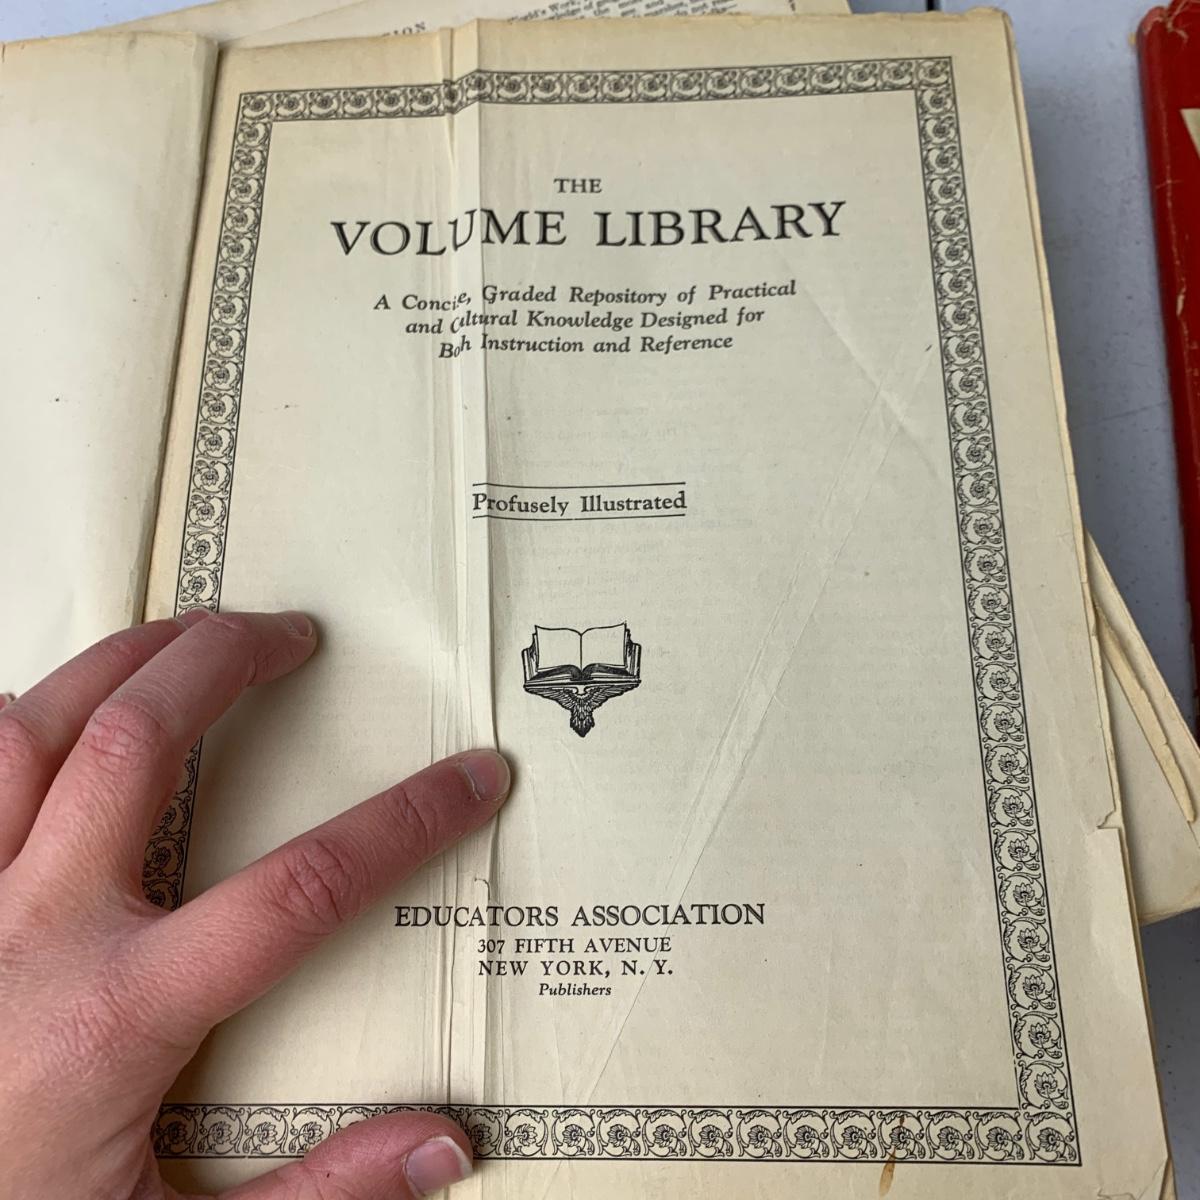 THE
VOLUME LIBRARY
A Concise, Graded Repository of Practical
and Cultural Knowledge Designed for
Both Instruction and Reference
Profusely Illustrated
EDUCATORS ASSOCIATION
307 FIFTH AVENUE
NEW YORK, N. Y.
Publishers